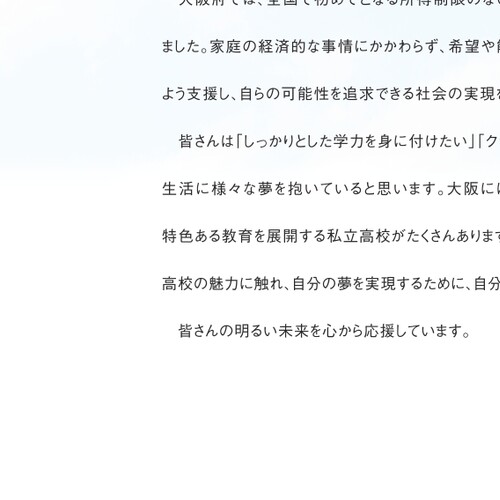 大阪府では、全国で初めてとなる所得制限のな
ました。家庭の経済的な事情にかかわらず、希望や
よう支援し、自らの可能性を追求できる社会の実現
皆さんは「しっかりとした学力を身に付けたい」「ク
生活に様々な夢を抱いていると思います。大阪に
特色ある教育を展開する私立高校がたくさんありま
高校の魅力に触れ、自分の夢を実現するために、自分
皆さんの明るい未来を心から応援しています。